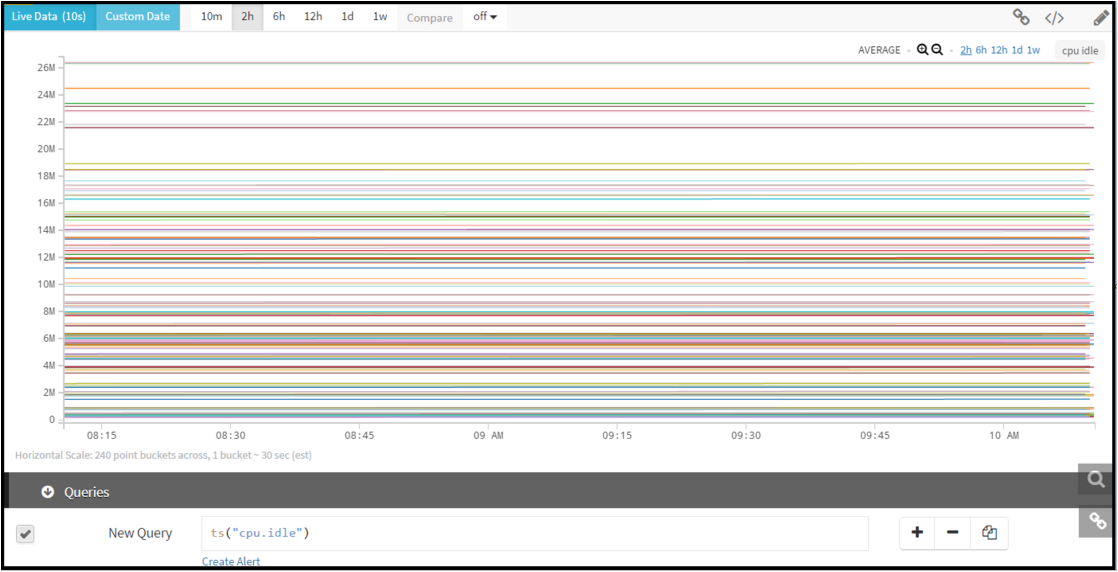 Live Data (10s) Custom Date 10m 2h 6h 12h 1d 1w Compare off
</>
AVERAGE - - 2h 6h 12h 1d 1w cpu idle
26M
24M
22M
20M
18M
16M
14M
12M
10M
8M
6M
4M
2M
0
08:15 08:30 08:45 09 AM 09:15 09:30 09:45 10 AM
Horizontal Scale: 240 point buckets across, 1 bucket ~ 30 sec (est)
Queries
New Query ts("cpu.idle")
Create Alert